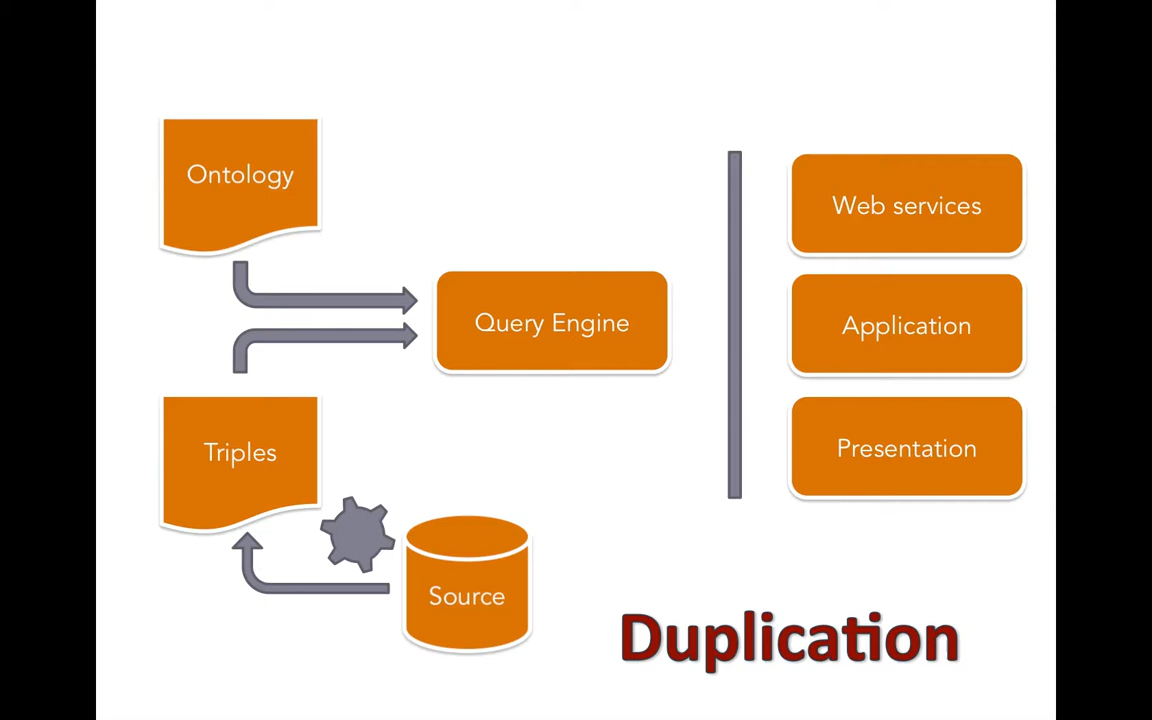 Ontology
Web services
Query Engine
Application
Triples
Presentation
Source
Duplication